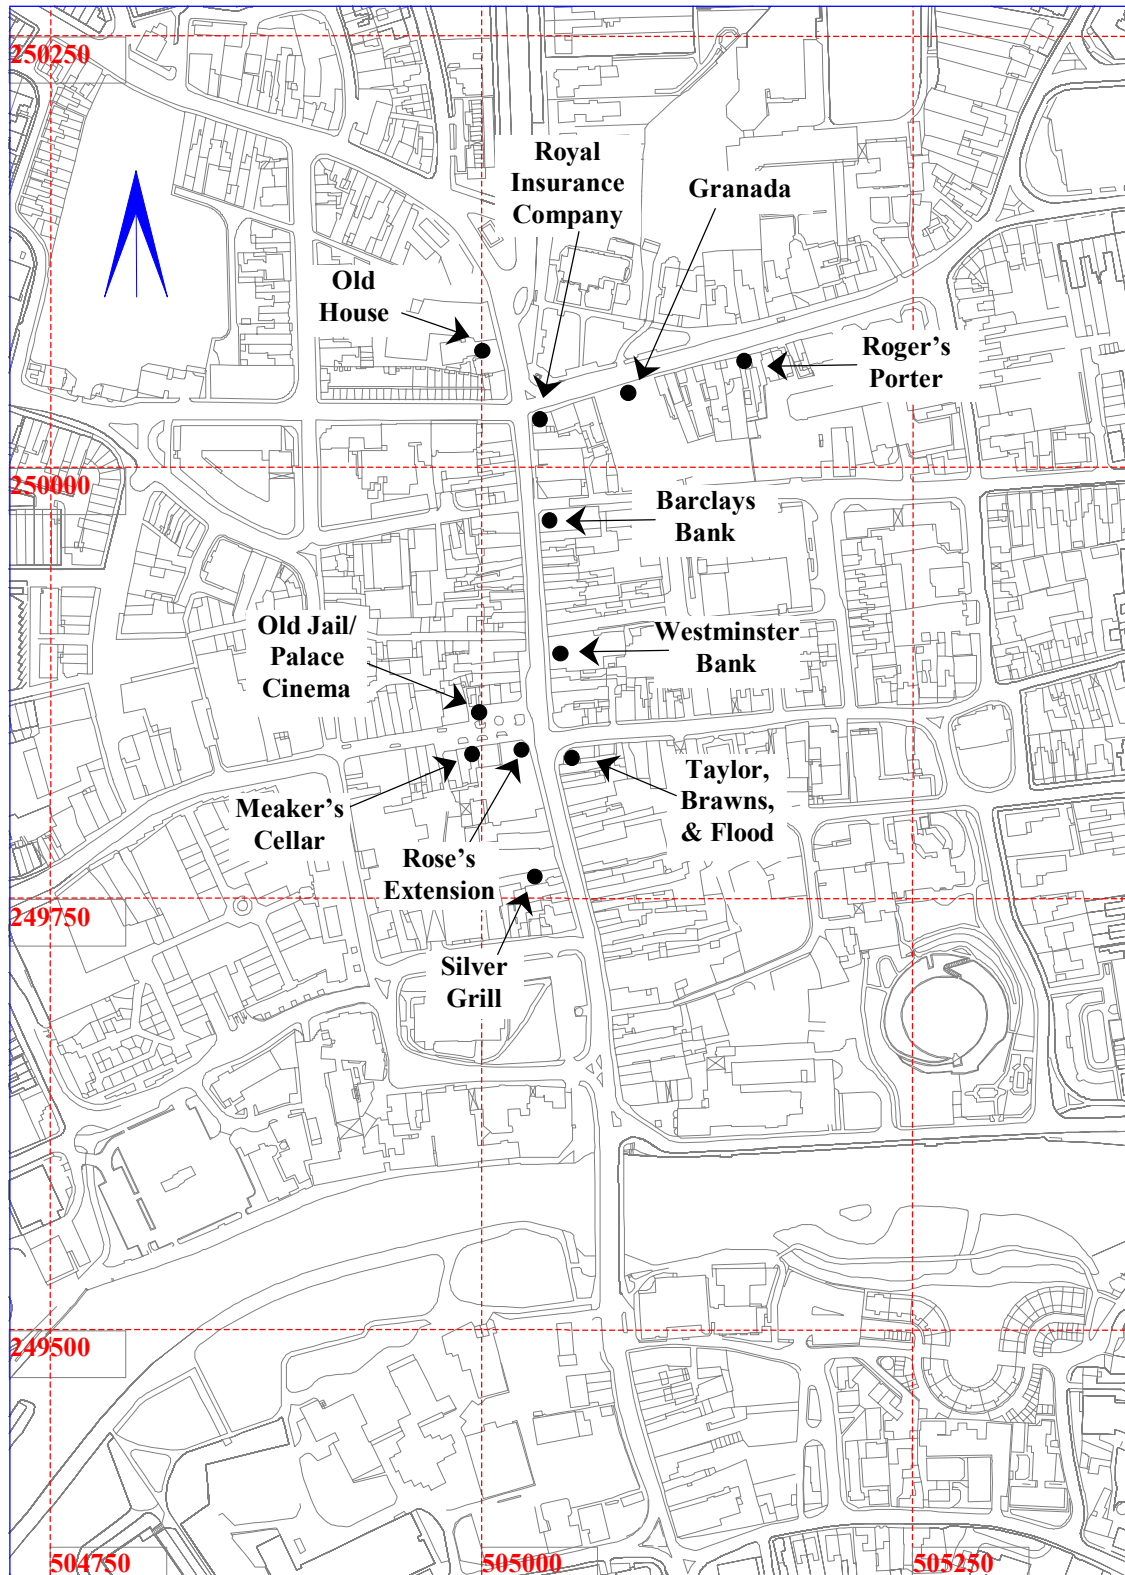 250250
Royal
Insurance
Company
Granada
Old
House
Roger's
Porter
250000
Barclays
Bank
Old Jail/
Palace
Cinema
Westminster
Bank
Meaker's
Cellar
Rose's
Extension
Taylor,
Brawns,
& Flood
249750
Silver
Grill
249500
504750
505000
505250